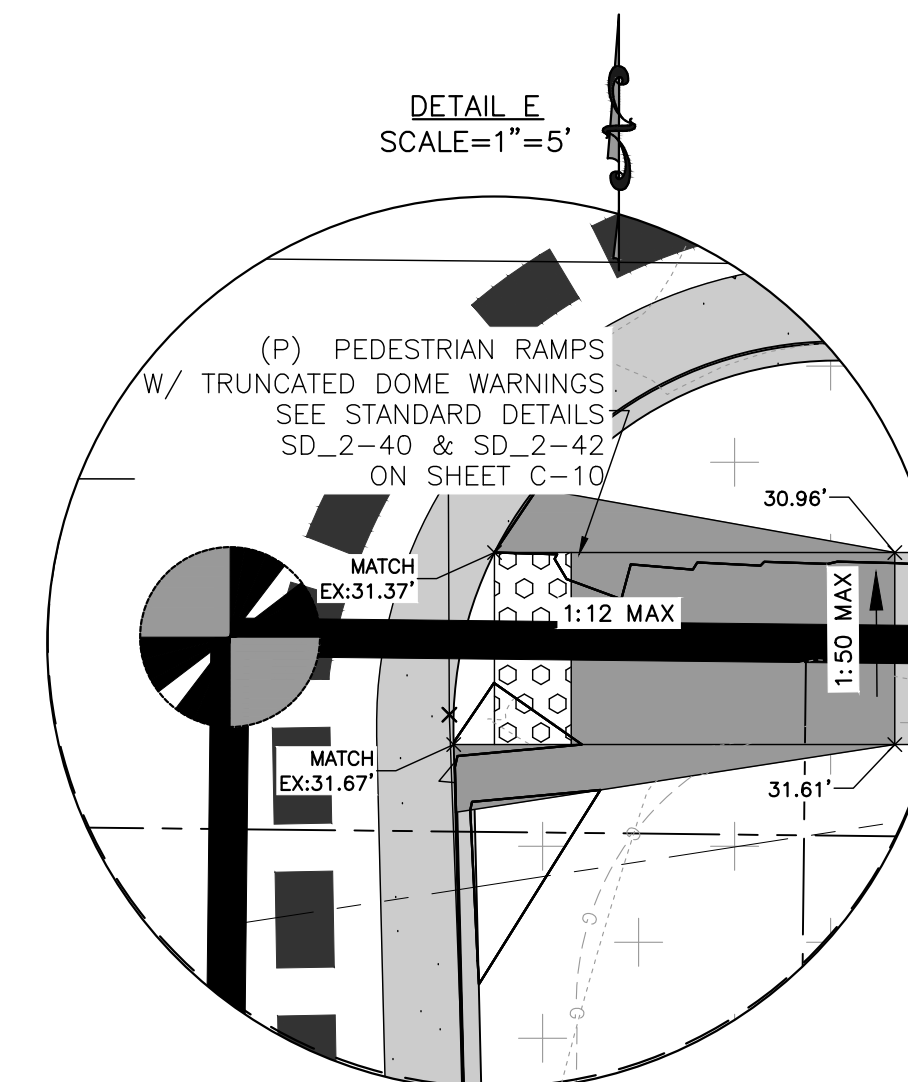 DETAIL E
SCALE=1"=5'
(P) PEDESTRIAN RAMPS
W/ TRUNCATED DOME WARNINGS
SEE STANDARD DETAILS
SD_2-40 & SD_2-42
ON SHEET C-10
30.96'
MATCH
EX:31.37'
1:12 MAX
1:50 MAX
MATCH
EX:31.67'
31.61'
G
G
G